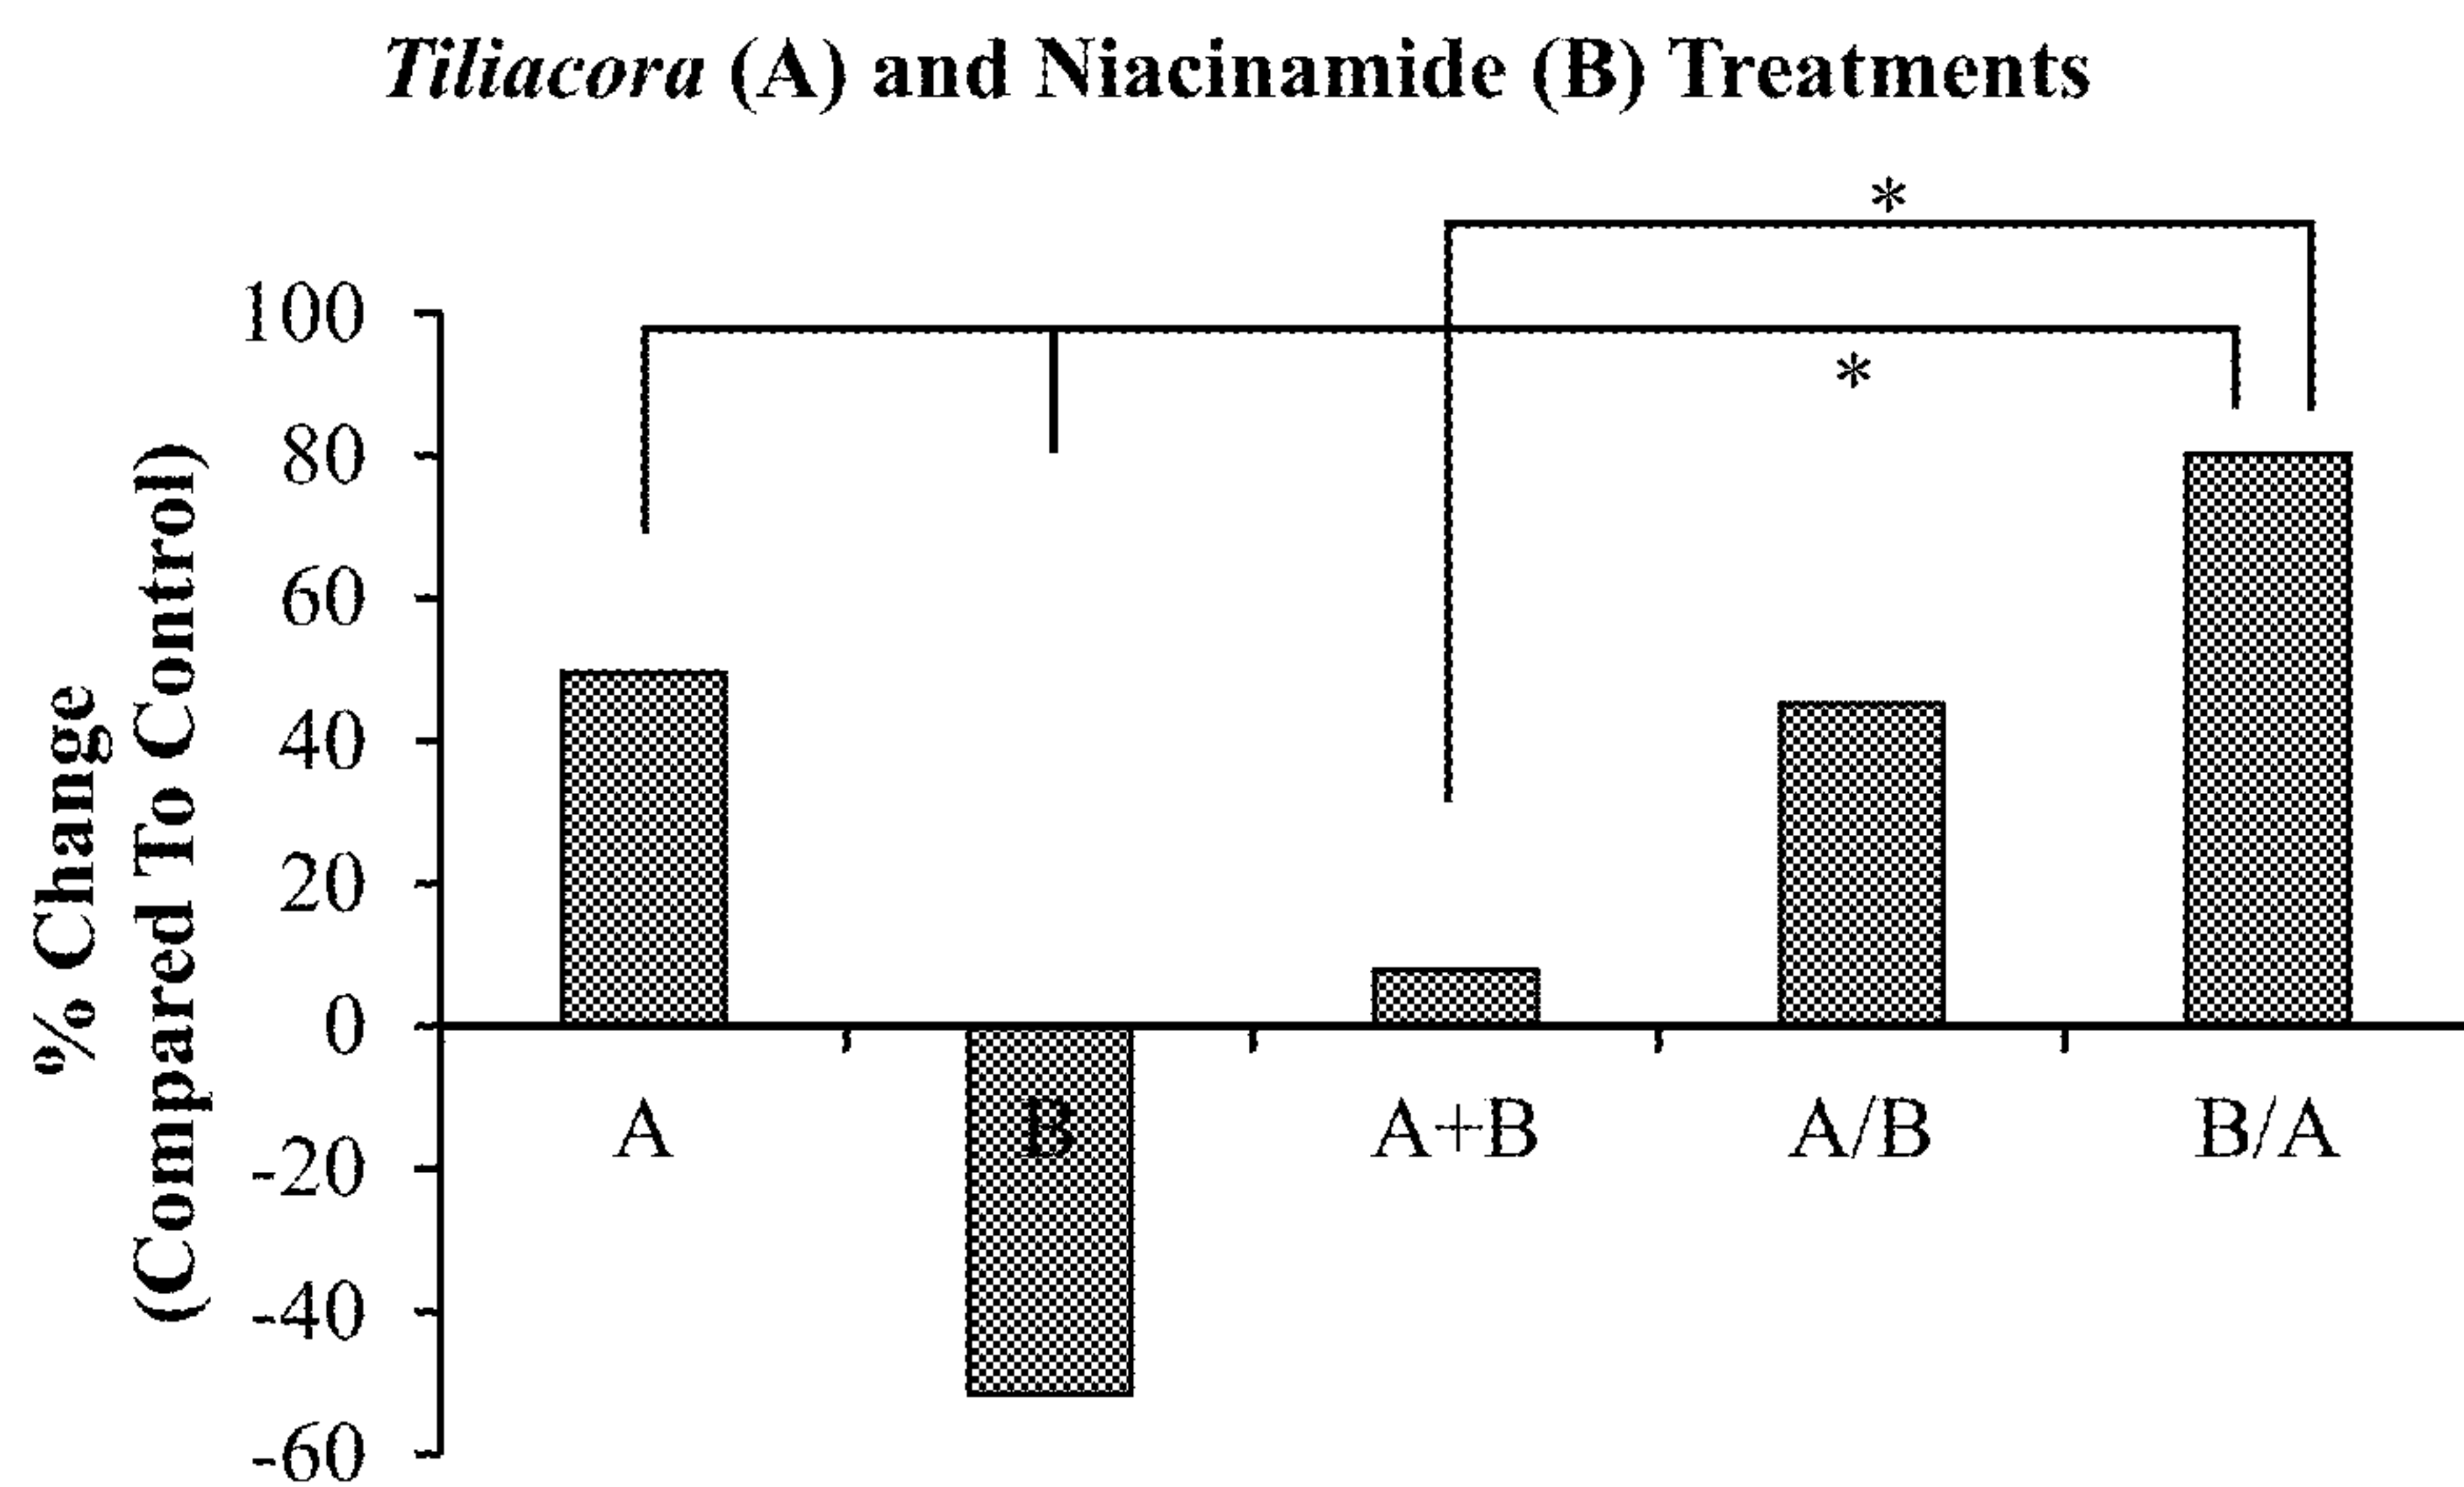 Tiliacora (A) and Niacinamide (B) Treatments
*
*
% Change
(Compared To Control)
100
80
60
40
20
0
-20
-40
-60
A
B
A+B
A/B
B/A